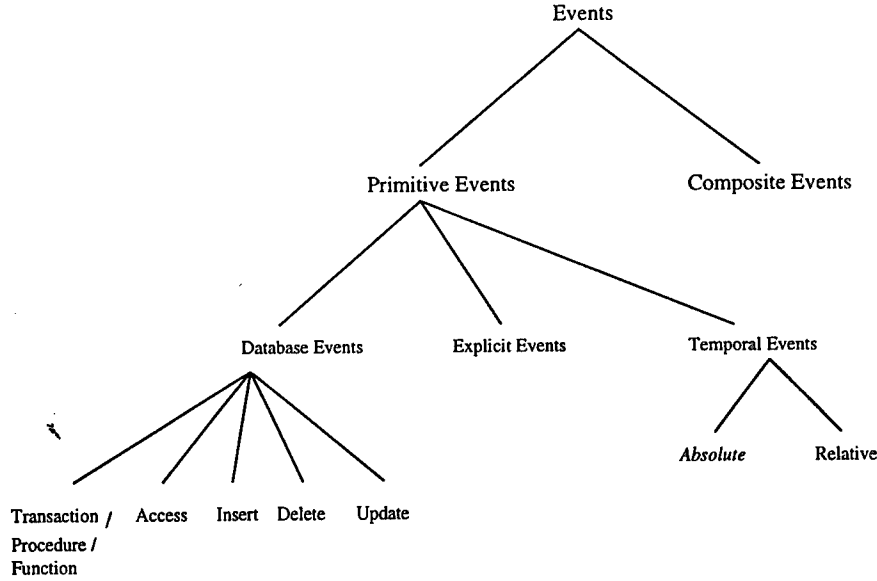 Events
Primitive Events
Composite Events
Database Events
Explicit Events
Temporal Events
Absolute
Relative
Transaction /
Procedure /
Function
Access
Insert
Delete
Update